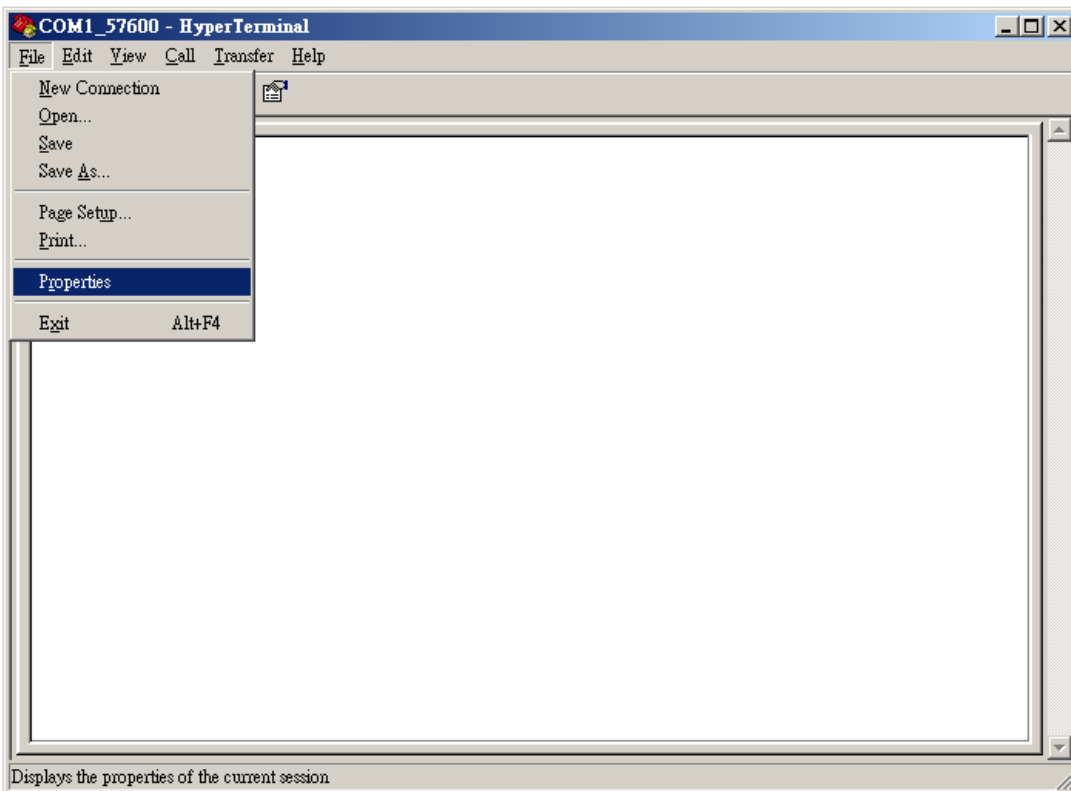 COM1_57600 - HyperTerminal
File Edit View Call Transfer Help
New Connection
Open...
Save
Save As...
Page Setup...
Print...
Properties
Exit Alt+F4
Displays the properties of the current session